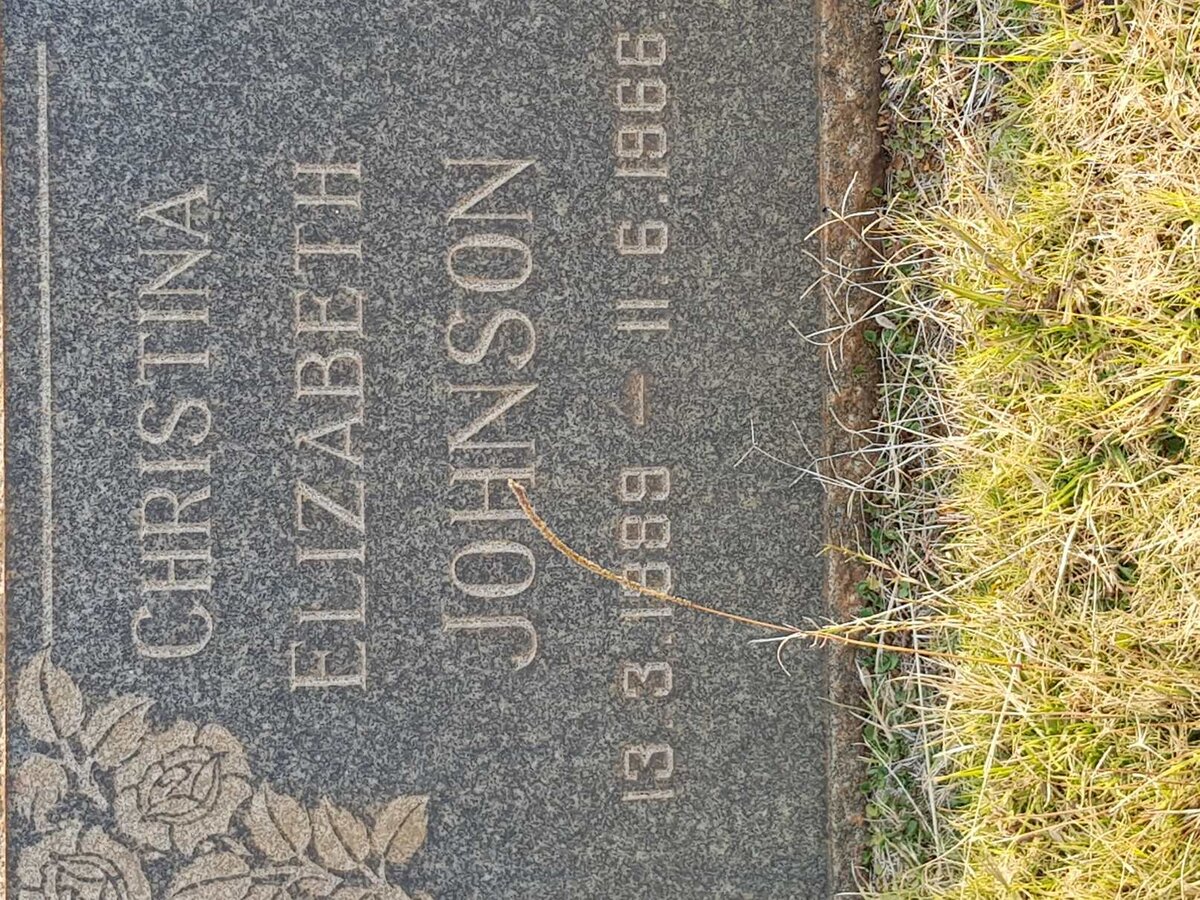 CHRISTINA
ELIZABETH
JOHNSON
13.3.1889 — 11.6.1966